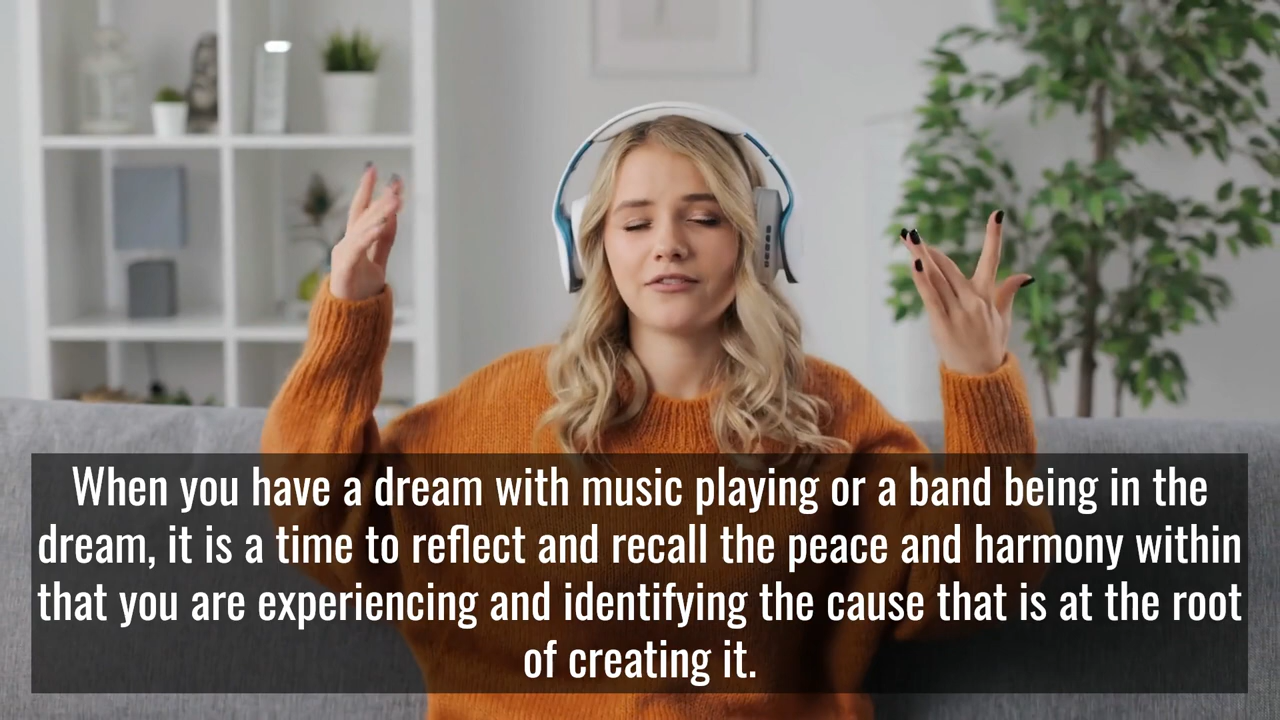 When you have a dream with music playing or a band being in the
dream, it is a time to reflect and recall the peace and harmony within
that you are experiencing and identifying the cause that is at the root
of creating it.